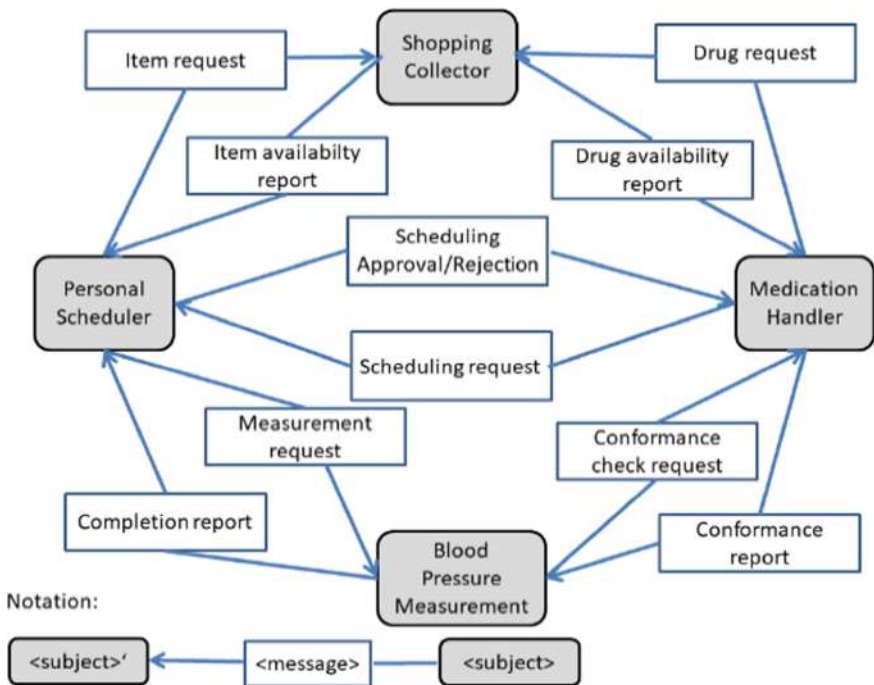 Item request
Shopping
Collector
Drug request
Item availabilty
report
Drug availability
report
Scheduling
Approval/Rejection
Personal
Scheduler
Medication
Handler
Scheduling request
Measurement
request
Conformance
check request
Completion report
Conformance
report
Blood
Pressure
Measurement
Notation:
<subject>‘
<message>
<subject>